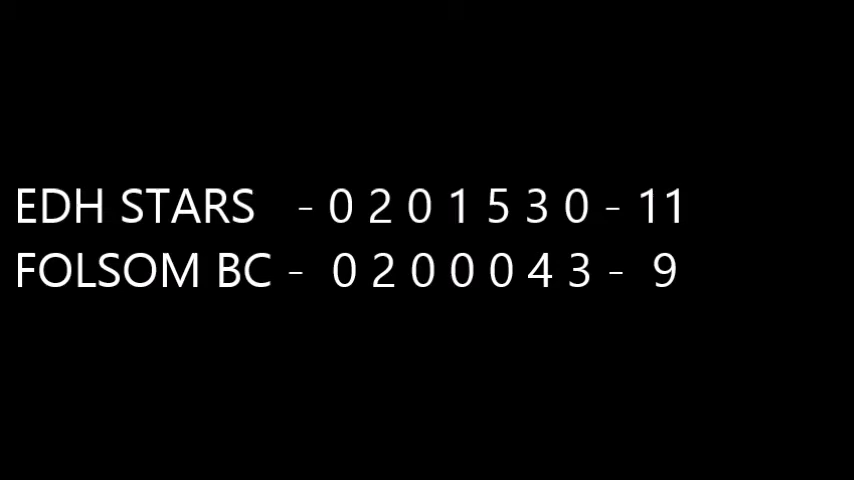 EDH STARS - 0 2 0 1 5 3 0 - 11
FOLSOM BC - 0 2 0 0 0 4 3 - 9